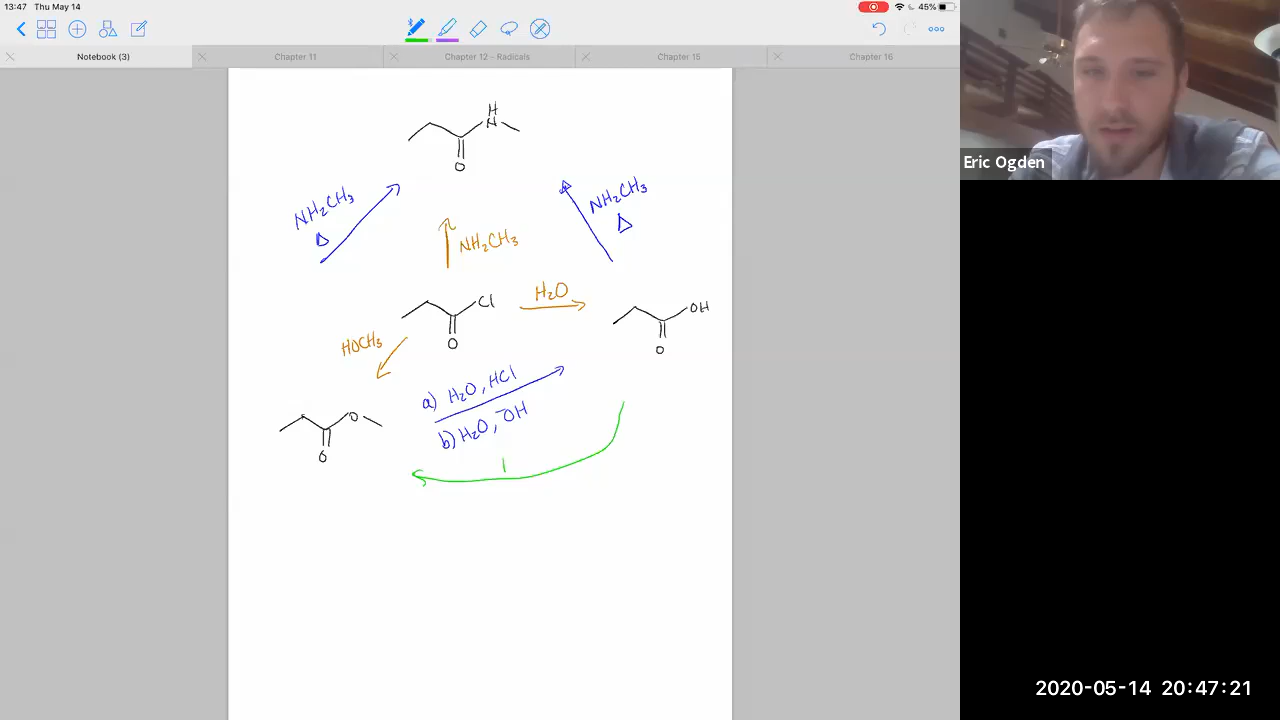 13:47 Thu May 14
45%
Notebook (3)
Chapter 11
Chapter 12 - Radicals
Chapter 15
Chapter 16
H
N
O
NH₂CH₃
Δ
NH₂CH₃
NH₂CH₃
Δ
Cl
O
H₂O
OH
O
HOCH₃
O
O
a) H₂O, HCl
b) H₂O, ⁻OH
Eric Ogden
2020-05-14 20:47:21